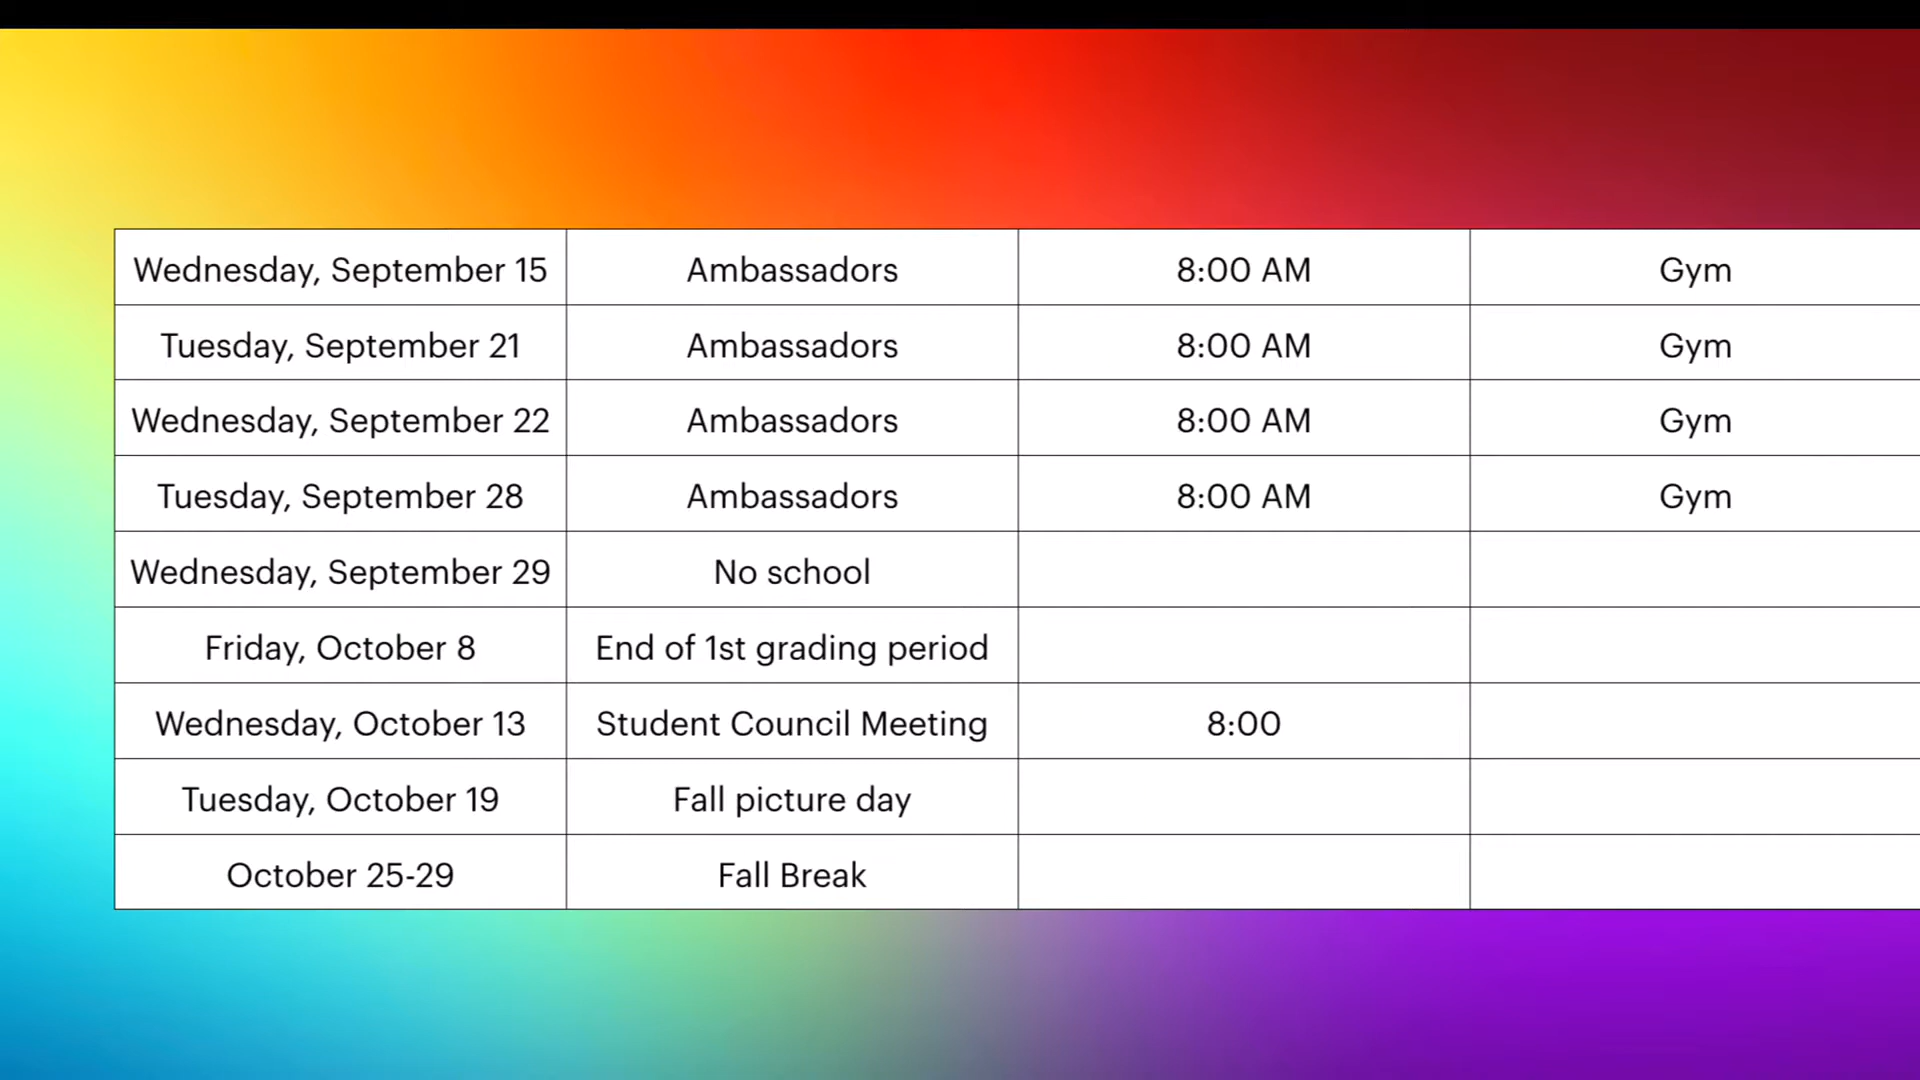 Wednesday, September 15 Ambassadors 8:00 AM Gym
Tuesday, September 21 Ambassadors 8:00 AM Gym
Wednesday, September 22 Ambassadors 8:00 AM Gym
Tuesday, September 28 Ambassadors 8:00 AM Gym
Wednesday, September 29 No school
Friday, October 8 End of 1st grading period
Wednesday, October 13 Student Council Meeting 8:00
Tuesday, October 19 Fall picture day
October 25-29 Fall Break